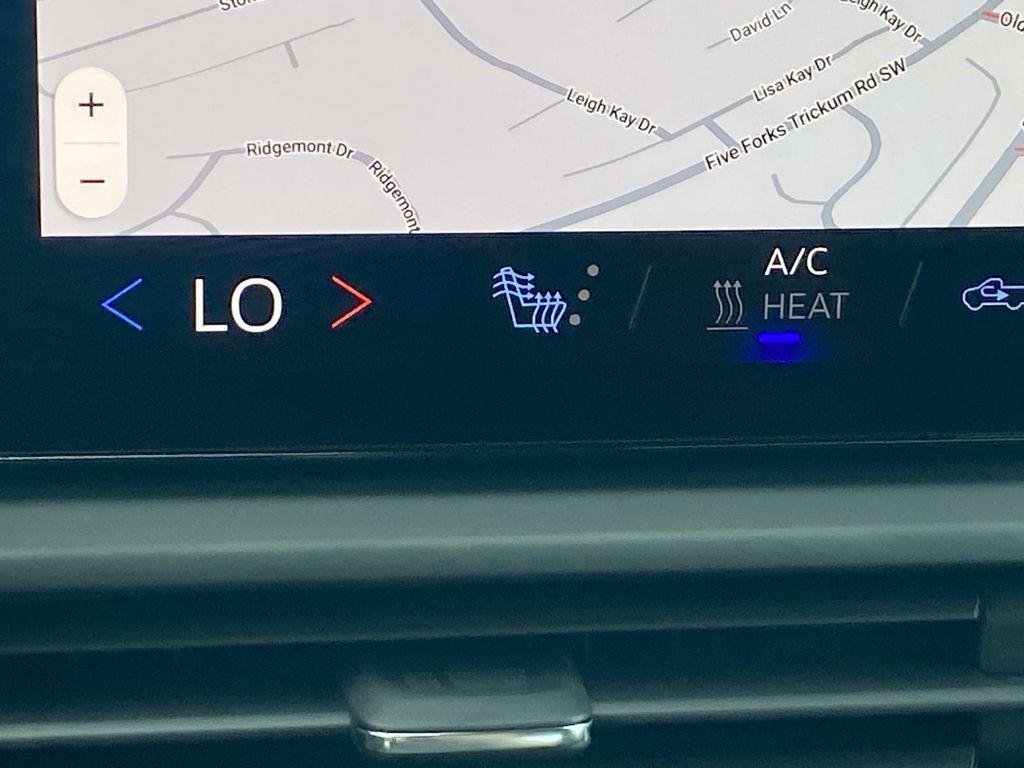 David Ln
Leigh Kay Dr
Old
Lisa Kay Dr
Leigh Kay Dr
Five Forks Trickum Rd SW
Ridgemont Dr
Ridgemont
+
−
LO
A/C
HEAT